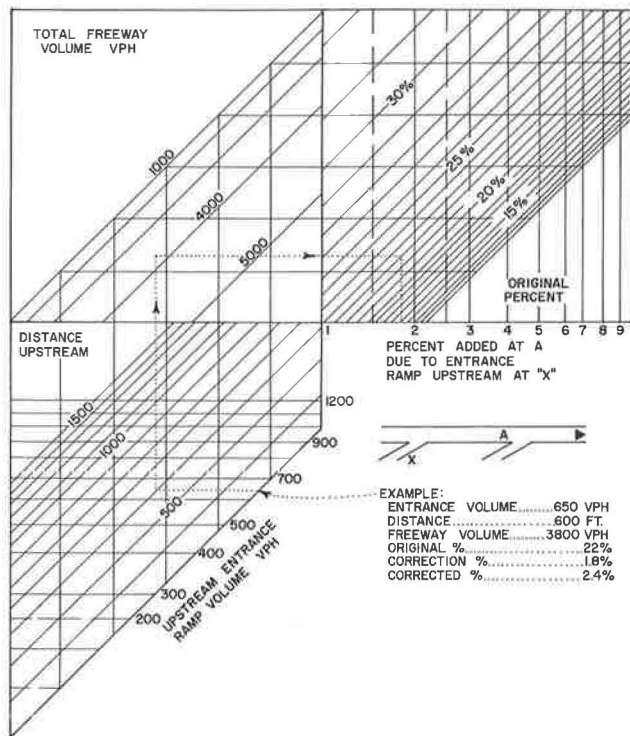 TOTAL FREEWAY
VOLUME VPH
1000
4000
5000
30%
25%
20%
15%
ORIGINAL
PERCENT
1 2 3 4 5 6 7 8 9
PERCENT ADDED AT A
DUE TO ENTRANCE
RAMP UPSTREAM AT "X"
DISTANCE
UPSTREAM
1500
1000
500
1200
900
700
500
400
300
200
UPSTREAM ENTRANCE
RAMP VOLUME VPH
A
X
EXAMPLE:
ENTRANCE VOLUME......650 VPH
DISTANCE................600 FT.
FREEWAY VOLUME......3800 VPH
ORIGINAL %................22%
CORRECTION %............1.8%
CORRECTED %..............2.4%